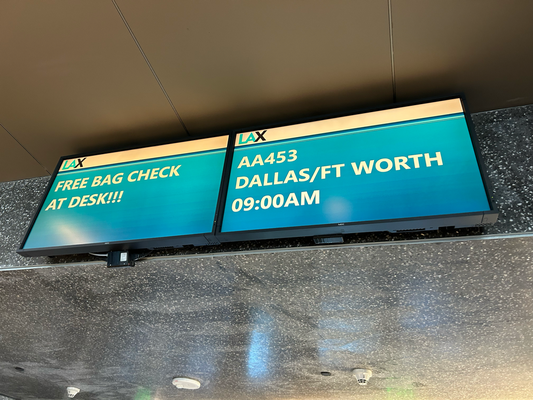 LAX
FREE BAG CHECK
AT DESK!!!
LAX
AA453
DALLAS/FT WORTH
09:00AM